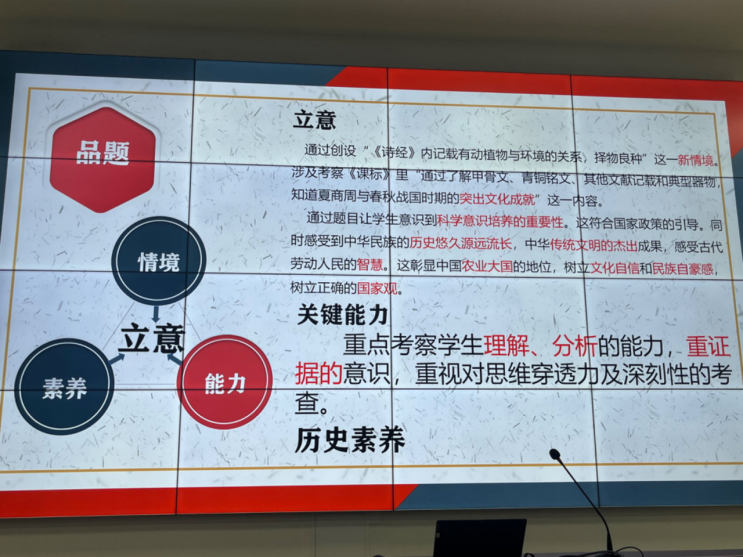 品题
情境
立意
素养
能力
立意
通过创设“《诗经》内记载有动植物与环境的关系，择物良种”这一新情境。
涉及考察《课标》里“通过了解甲骨文、青铜铭文、其他文献记载和典型器物，
知道夏商周与春秋战国时期的突出文化成就”这一内容。
通过题目让学生意识到科学意识培养的重要性。这符合国家政策的引导。同
时感受到中华民族的历史悠久源远流长，中华传统文明的杰出成果，感受古代
劳动人民的智慧。这彰显中国农业大国的地位，树立文化自信和民族自豪感，
树立正确的国家观。
关键能力
重点考察学生理解、分析的能力，重证
据的意识，重视对思维穿透力及深刻性的考
查。
历史素养